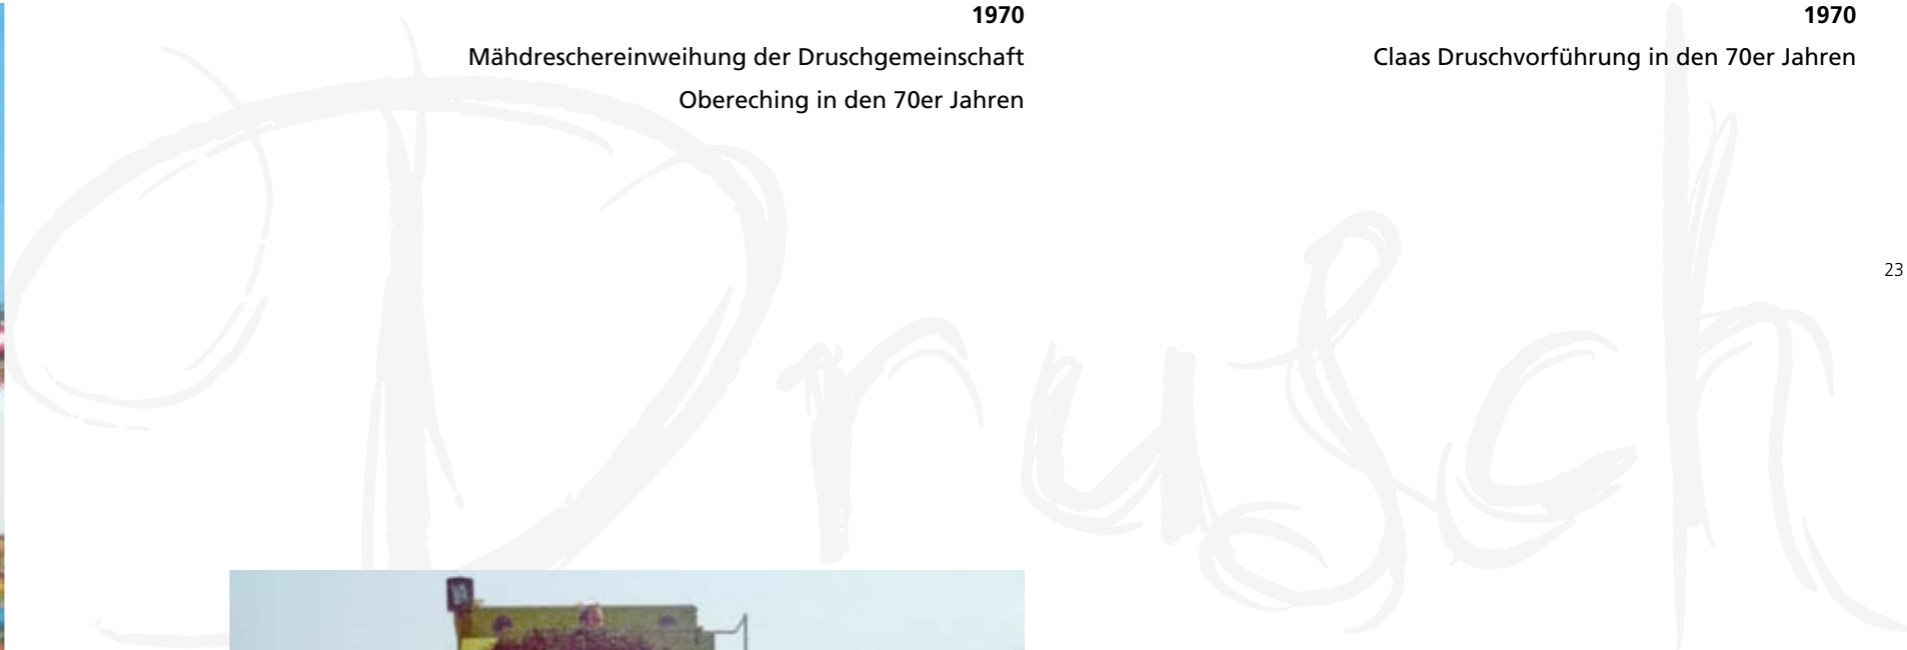 1970
Mähdreschereinweihung der Druschgemeinschaft
Obereching in den 70er Jahren
1970
Claas Druschvorführung in den 70er Jahren
23
Drusch